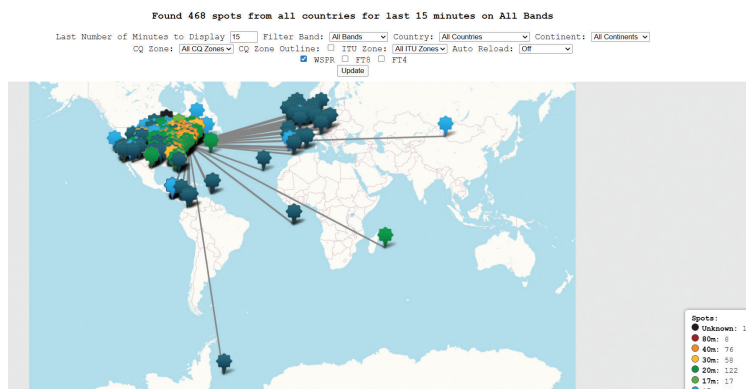 Found 468 spots from all countries for last 15 minutes on All Bands
Last Number of Minutes to Display 15 Filter Band: All Bands Country: All Countries Continent: All Continents
CQ Zone: All CQ Zones CQ Zone Outline: ITU Zone: All ITU Zones Auto Reload: Off
WSPR FT8 FT4
Update
Spots:
Unknown: 1
80m: 8
40m: 76
30m: 58
20m: 122
17m: 17